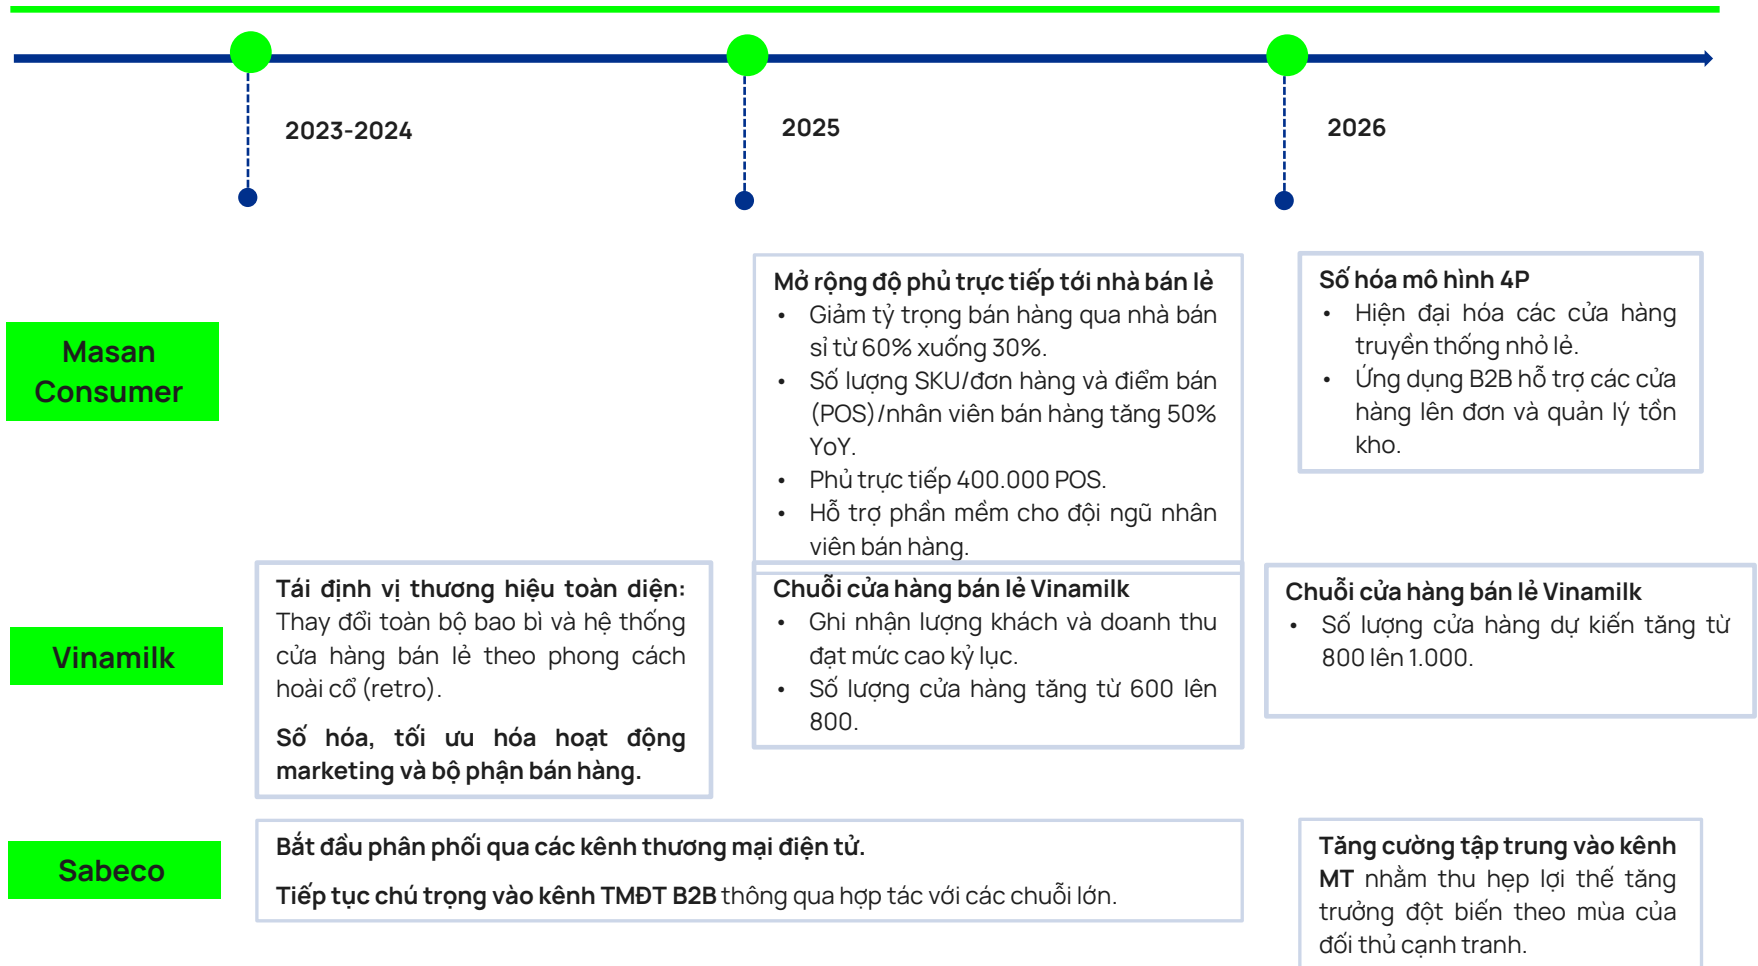 2023-2024
2025
2026
Masan
Consumer
Mở rộng độ phủ trực tiếp tới nhà bán lẻ
• Giảm tỷ trọng bán hàng qua nhà bán
sỉ từ 60% xuống 30%.
• Số lượng SKU/đơn hàng và điểm bán
(POS)/nhân viên bán hàng tăng 50%
YoY.
• Phủ trực tiếp 400.000 POS.
• Hỗ trợ phần mềm cho đội ngũ nhân
viên bán hàng.
Số hóa mô hình 4P
• Hiện đại hóa các cửa hàng
truyền thống nhỏ lẻ.
• Ứng dụng B2B hỗ trợ các cửa
hàng lên đơn và quản lý tồn
kho.
Vinamilk
Tái định vị thương hiệu toàn diện:
Thay đổi toàn bộ bao bì và hệ thống
cửa hàng bán lẻ theo phong cách
hoài cổ (retro).
Số hóa, tối ưu hóa hoạt động
marketing và bộ phận bán hàng.
Chuỗi cửa hàng bán lẻ Vinamilk
• Ghi nhận lượng khách và doanh thu
đạt mức cao kỷ lục.
• Số lượng cửa hàng tăng từ 600 lên
800.
Chuỗi cửa hàng bán lẻ Vinamilk
• Số lượng cửa hàng dự kiến tăng từ
800 lên 1.000.
Sabeco
Bắt đầu phân phối qua các kênh thương mại điện tử.
Tiếp tục chú trọng vào kênh TMĐT B2B thông qua hợp tác với các chuỗi lớn.
Tăng cường tập trung vào kênh
MT nhằm thu hẹp lợi thế tăng
trưởng đột biến theo mùa của
đối thủ cạnh tranh.